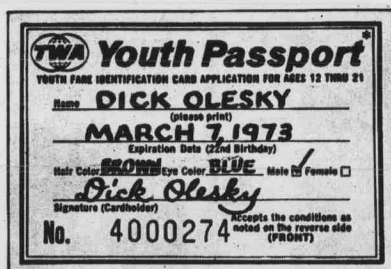 TWA Youth Passport*
YOUTH FARE IDENTIFICATION CARD APPLICATION FOR AGES 12 THRU 21
Name DICK OLESKY
(please print)
MARCH 7, 1973
Expiration Date (22nd Birthday)
Hair Color BROWN Eye Color BLUE Male ☑ Female ☐
Dick Olesky
Signature (Cardholder)
Accepts the conditions as
No. 4000274 noted on the reverse side
(FRONT)